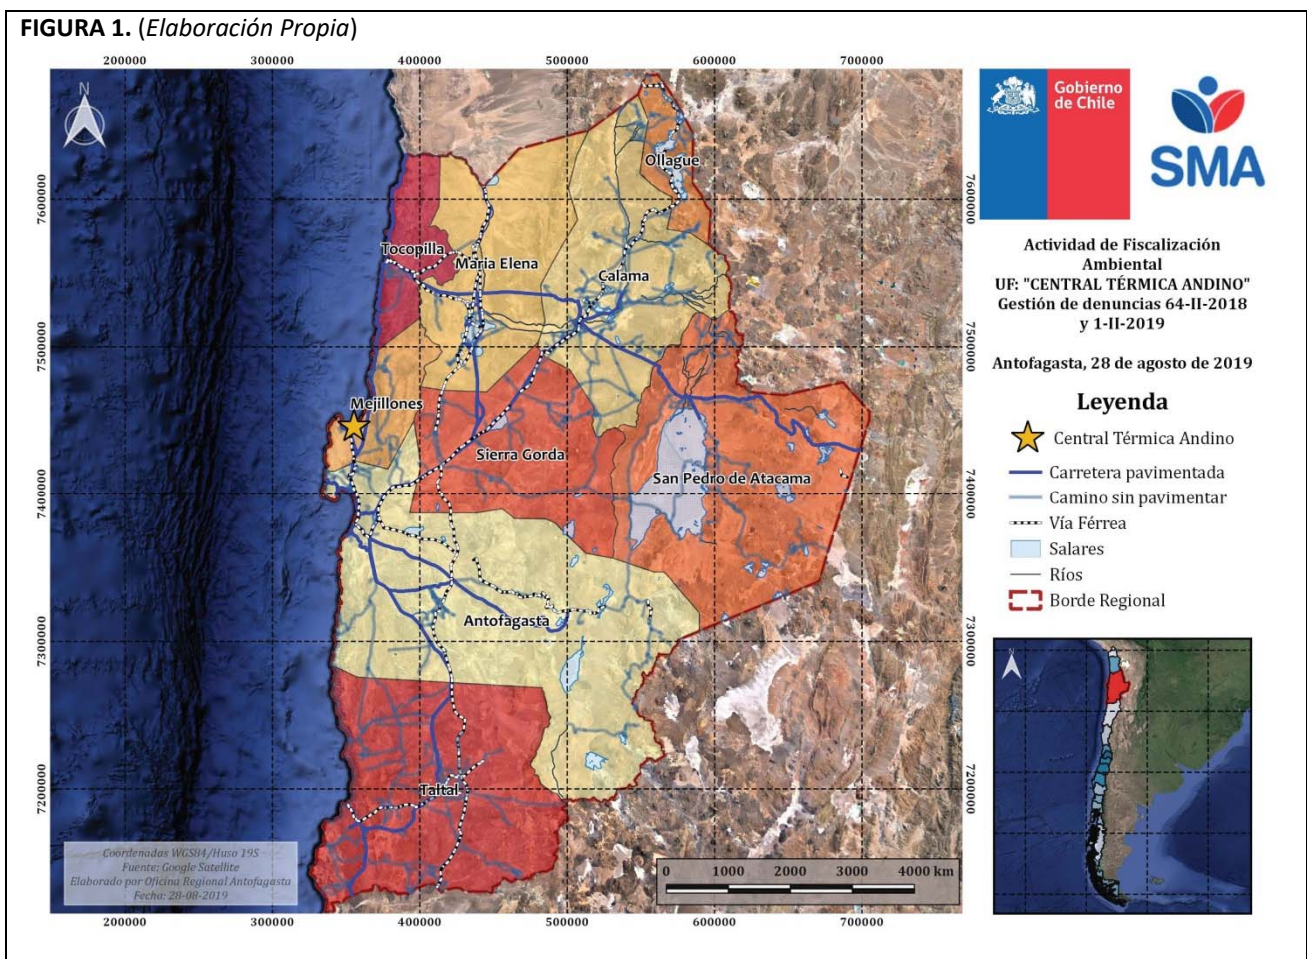 FIGURA 1. (Elaboración Propia)
200000 300000 400000 500000 600000 700000
N
7600000
7500000
7400000
7300000
7200000
Ollague
Tocopilla
Maria Elena
Calama
Mejillones
Sierra Gorda
San Pedro de Atacama
Antofagasta
Taltal
7600000
7500000
7400000
7300000
7200000
Coordenadas WGS84/Huso 19S
Fuente: Google Satellite
Elaborado por Oficina Regional Antofagasta
Fecha: 28-08-2019
0 1000 2000 3000 4000 km
200000 300000 400000 500000 600000 700000
Gobierno
de Chile
SMA
Actividad de Fiscalización
Ambiental
UF: "CENTRAL TÉRMICA ANDINO"
Gestión de denuncias 64-II-2018
y 1-II-2019
Antofagasta, 28 de agosto de 2019
Leyenda
Central Térmica Andino
Carretera pavimentada
Camino sin pavimentar
Vía Férrea
Salares
Ríos
Borde Regional
N